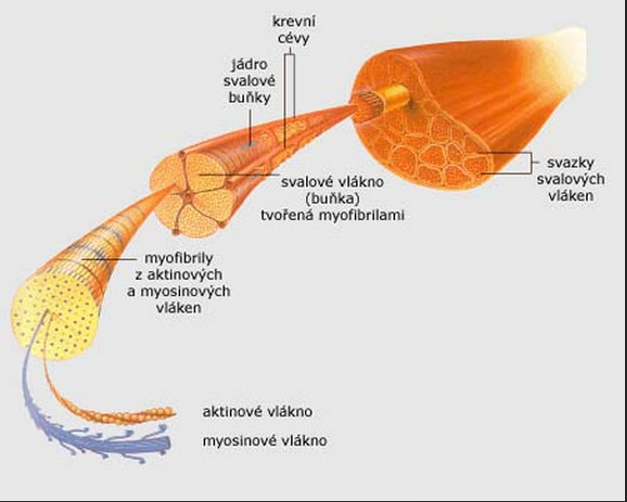 krevní
cévy
jádro
svalové
buňky
svazky
svalových
vláken
svalové vlákno
(buňka)
tvořená myofibrilami
myofibrily
z aktinových
a myosinových
vláken
aktinové vlákno
myosinové vlákno